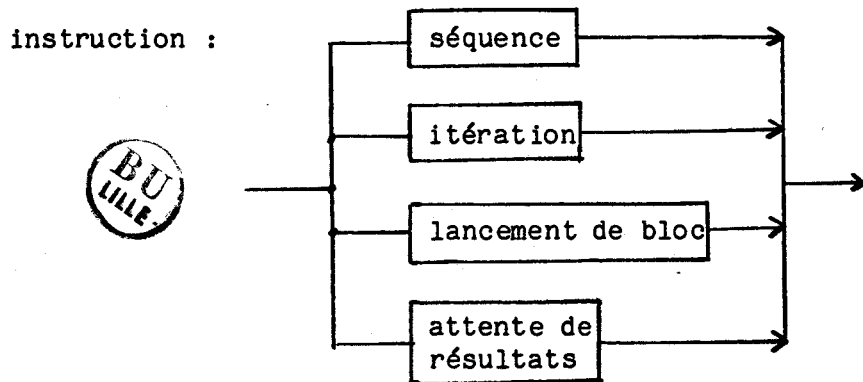 instruction :
séquence
itération
BU
LILLE-
lancement de bloc
attente de
résultats